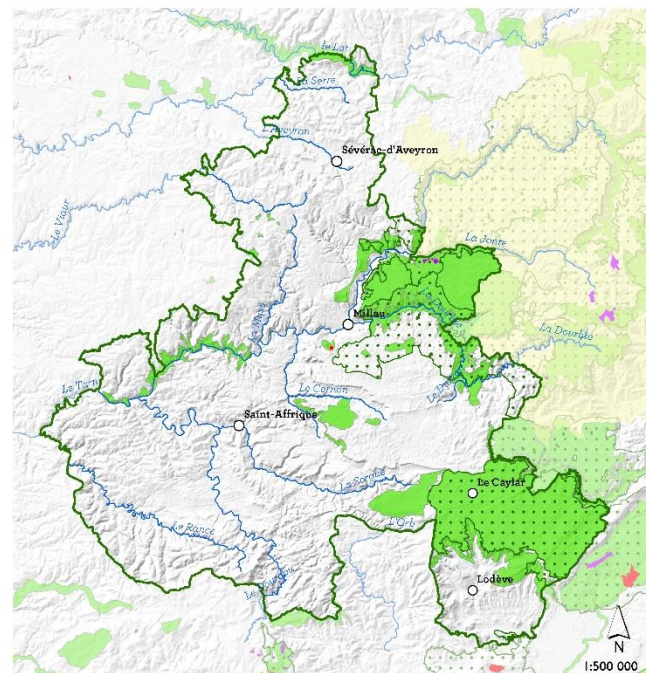 le Lot
La Serre
L'Aveyron
Sévérac-d'Aveyron
Le Viaur
La Jonte
Millau
La Dourbie
Le Tarn
Le Cernon
Saint-Affrique
La Sorgue
Le Caylar
L'Orb
Le Rance
Lodève
N
1:500 000